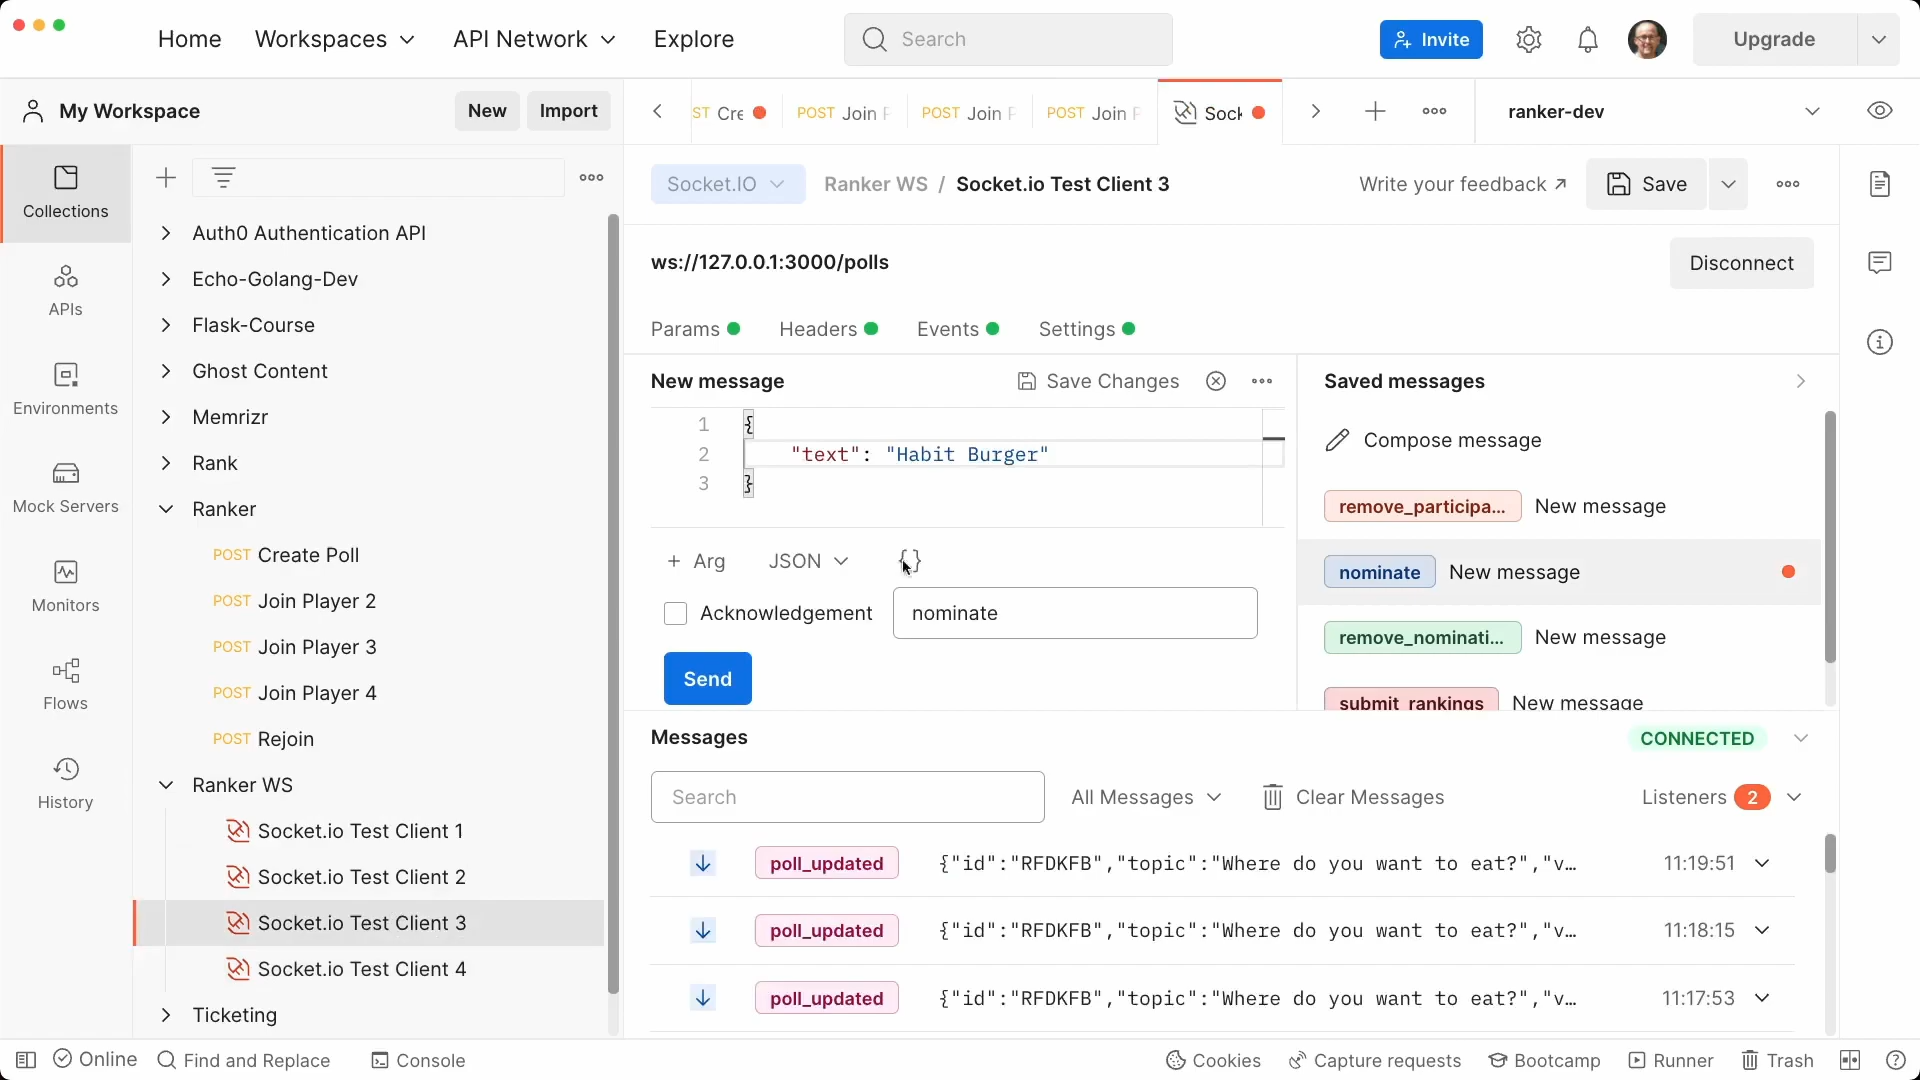 Home
Workspaces
API Network
Explore
Search
Invite
Upgrade
My Workspace
New
Import
ST Cre
POST Join P
POST Join P
POST Join P
Sock
ranker-dev
Collections
APIs
Environments
Mock Servers
Monitors
Flows
History
Auth0 Authentication API
Echo-Golang-Dev
Flask-Course
Ghost Content
Memrizr
Rank
Ranker
POST Create Poll
POST Join Player 2
POST Join Player 3
POST Join Player 4
POST Rejoin
Ranker WS
Socket.io Test Client 1
Socket.io Test Client 2
Socket.io Test Client 3
Socket.io Test Client 4
Ticketing
Socket.IO
Ranker WS / Socket.io Test Client 3
Write your feedback ↗
Save
ws://127.0.0.1:3000/polls
Disconnect
Params
Headers
Events
Settings
New message
Save Changes
1 {
2 "text": "Habit Burger"
3 }
+ Arg
JSON
{}
Acknowledgement
nominate
Send
Saved messages
Compose message
remove_participa... New message
nominate New message
remove_nominati... New message
submit_rankings New message
Messages
CONNECTED
Search
All Messages
Clear Messages
Listeners 2
poll_updated {"id":"RFDKFB","topic":"Where do you want to eat?","v… 11:19:51
poll_updated {"id":"RFDKFB","topic":"Where do you want to eat?","v… 11:18:15
poll_updated {"id":"RFDKFB","topic":"Where do you want to eat?","v… 11:17:53
Online
Find and Replace
Console
Cookies
Capture requests
Bootcamp
Runner
Trash